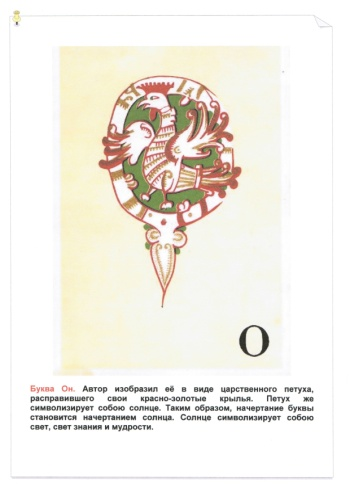 О
Буква Он. Автор изобразил её в виде царственного петуха,
расправившего свои красно-золотые крылья. Петух же
символизирует собою солнце. Таким образом, начертание буквы
становится начертанием солнца. Солнце символизирует собою
свет, свет знания и мудрости.